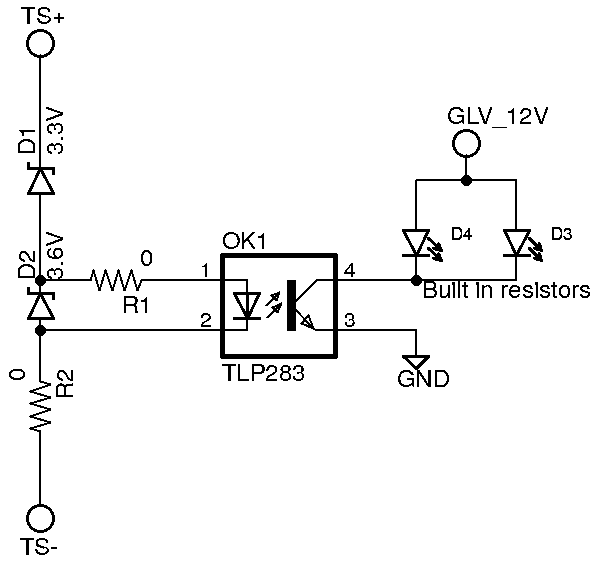 TS+
D1
3.3V
GLV_12V
D2
3.6V
OK1
D4
D3
0
R1
1
4
Built in resistors
2
3
0
R2
TLP283
GND
TS-